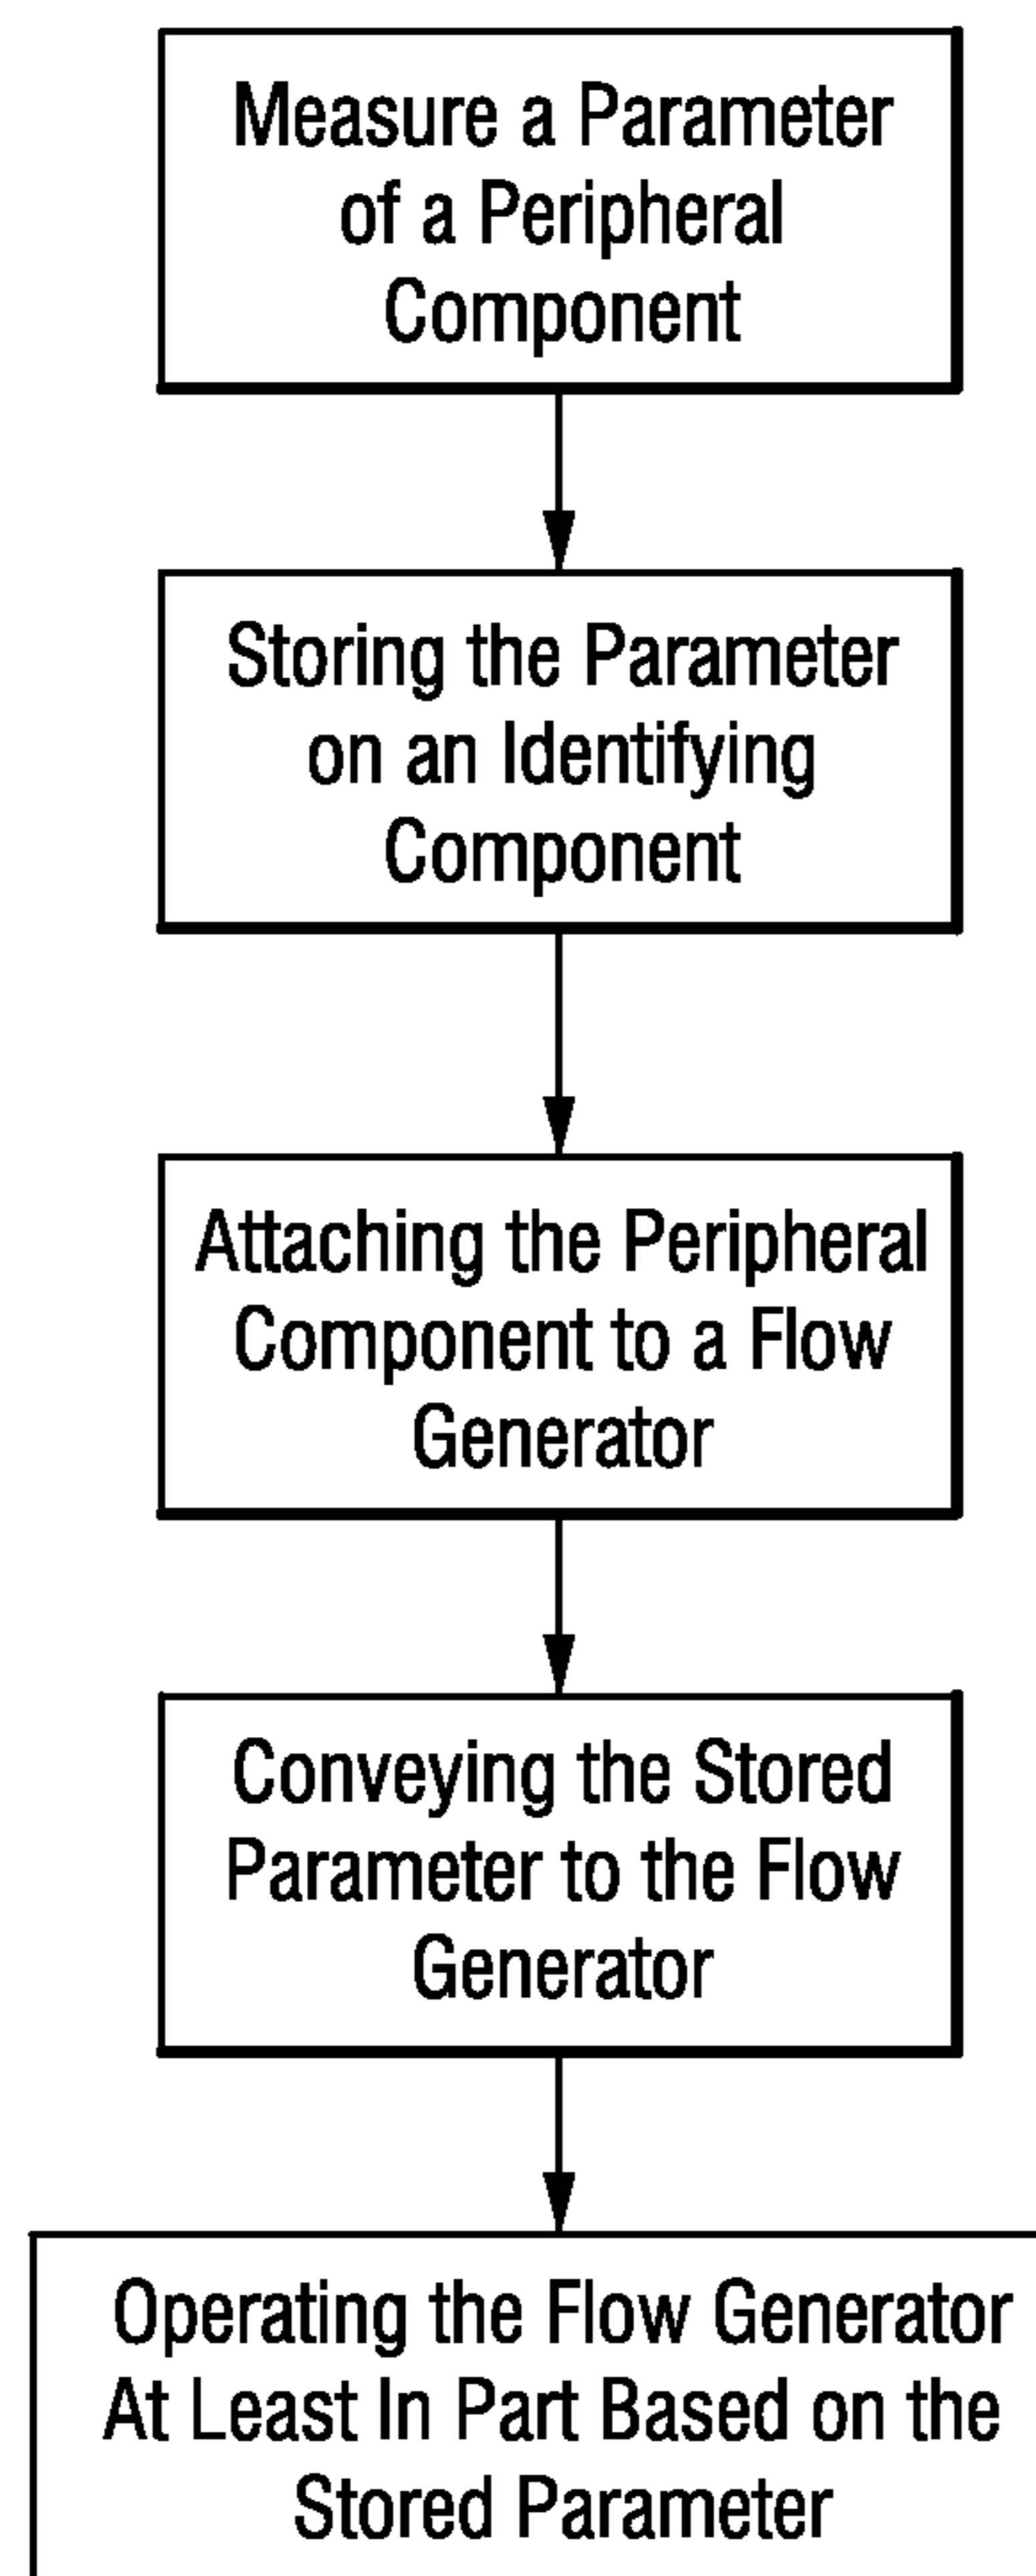 Measure a Parameter
of a Peripheral
Component
Storing the Parameter
on an Identifying
Component
Attaching the Peripheral
Component to a Flow
Generator
Conveying the Stored
Parameter to the Flow
Generator
Operating the Flow Generator
At Least In Part Based on the
Stored Parameter